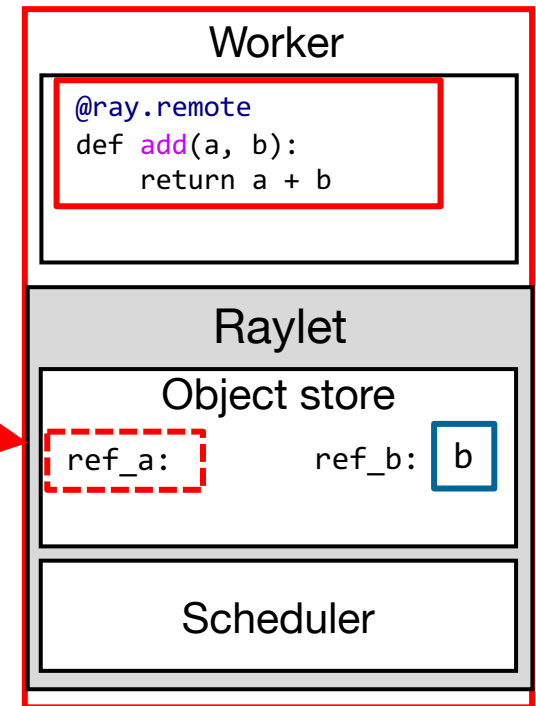 Worker
@ray.remote
def add(a, b):
    return a + b
Raylet
Object store
ref_a: ref_b: b
Scheduler